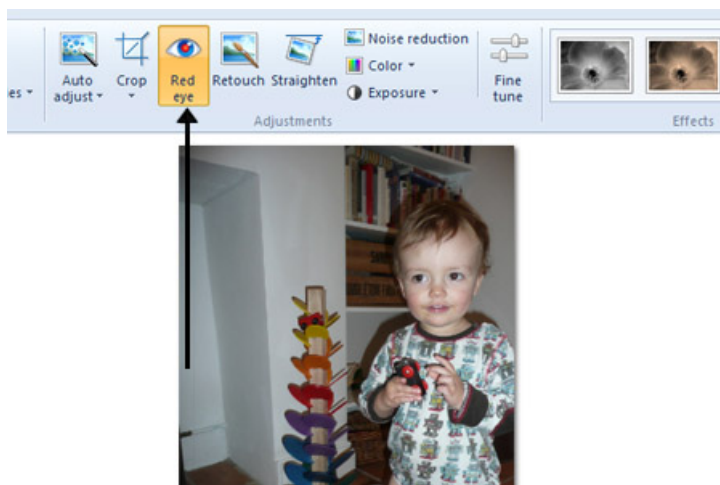 Noise reduction
Color
Exposure
es
Auto
adjust
Crop
Red
eye
Retouch
Straighten
Fine
tune
Adjustments
Effects